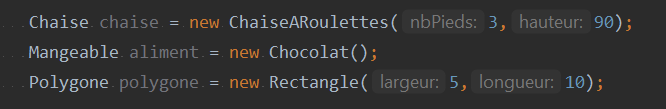 Chaise chaise = new ChaiseARoulettes( nbPieds: 3, hauteur: 90);
Mangeable aliment = new Chocolat();
Polygone polygone = new Rectangle( largeur: 5, longueur: 10);